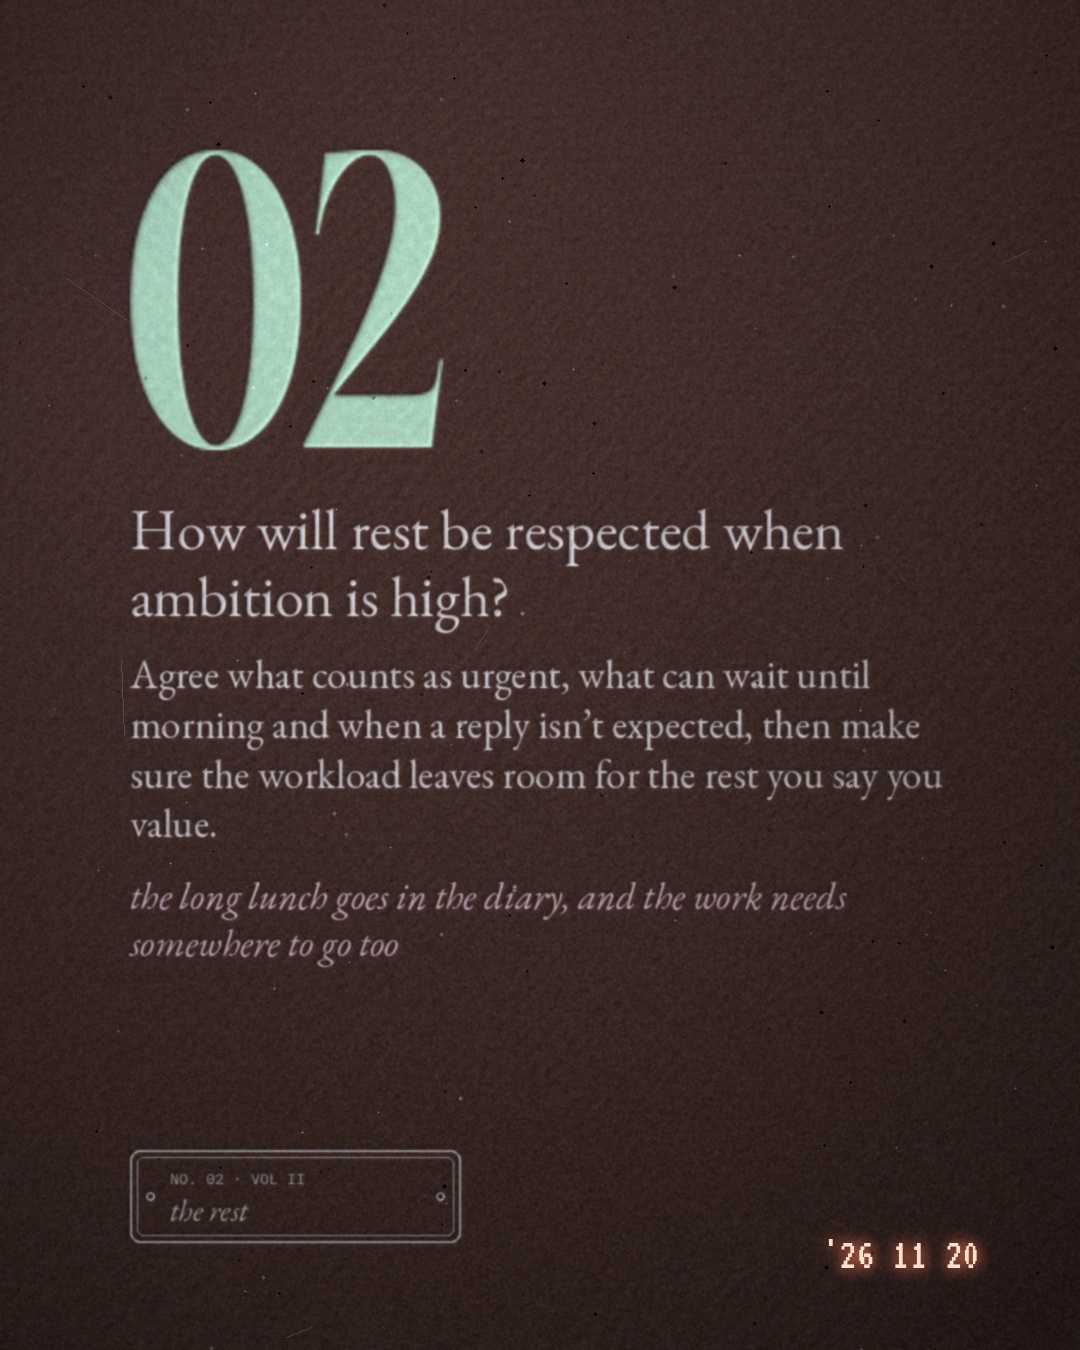 02
How will rest be respected when
ambition is high?
Agree what counts as urgent, what can wait until
morning and when a reply isn’t expected, then make
sure the workload leaves room for the rest you say you
value.
the long lunch goes in the diary, and the work needs
somewhere to go too
NO. 02 · VOL II
the rest
'26 11 20